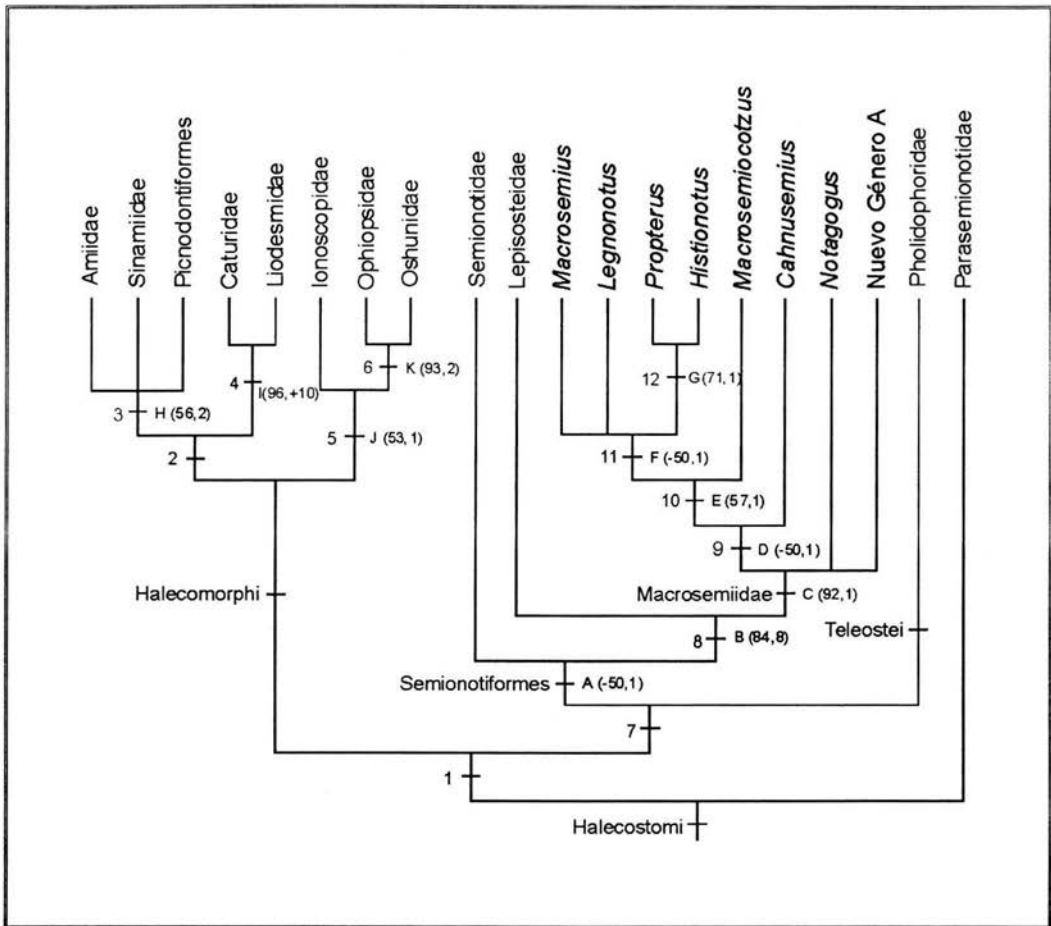 Amiidae
Sinamiidae
Picnodontiformes
Caturidae
Liodesmidae
Ionoscopidae
Ophiopsidae
Oshunidae
Semionotidae
Lepisosteidae
Macrosemius
Legnonotus
Propterus
Histionotus
Macrosemiocotzus
Cahnusemius
Notagogus
Nuevo Género A
Pholidophoridae
Parasemionotidae
6 K (93,2)
4 I(96, +10)
12 G(71,1)
3 H (56,2)
5 J (53,1)
2
11 F (-50,1)
10 E (57,1)
9 D (-50,1)
Halecomorphi
Macrosemiidae C (92,1)
Teleostei
8 B (84,8)
Semionotiformes A (-50,1)
7
1
Halecostomi